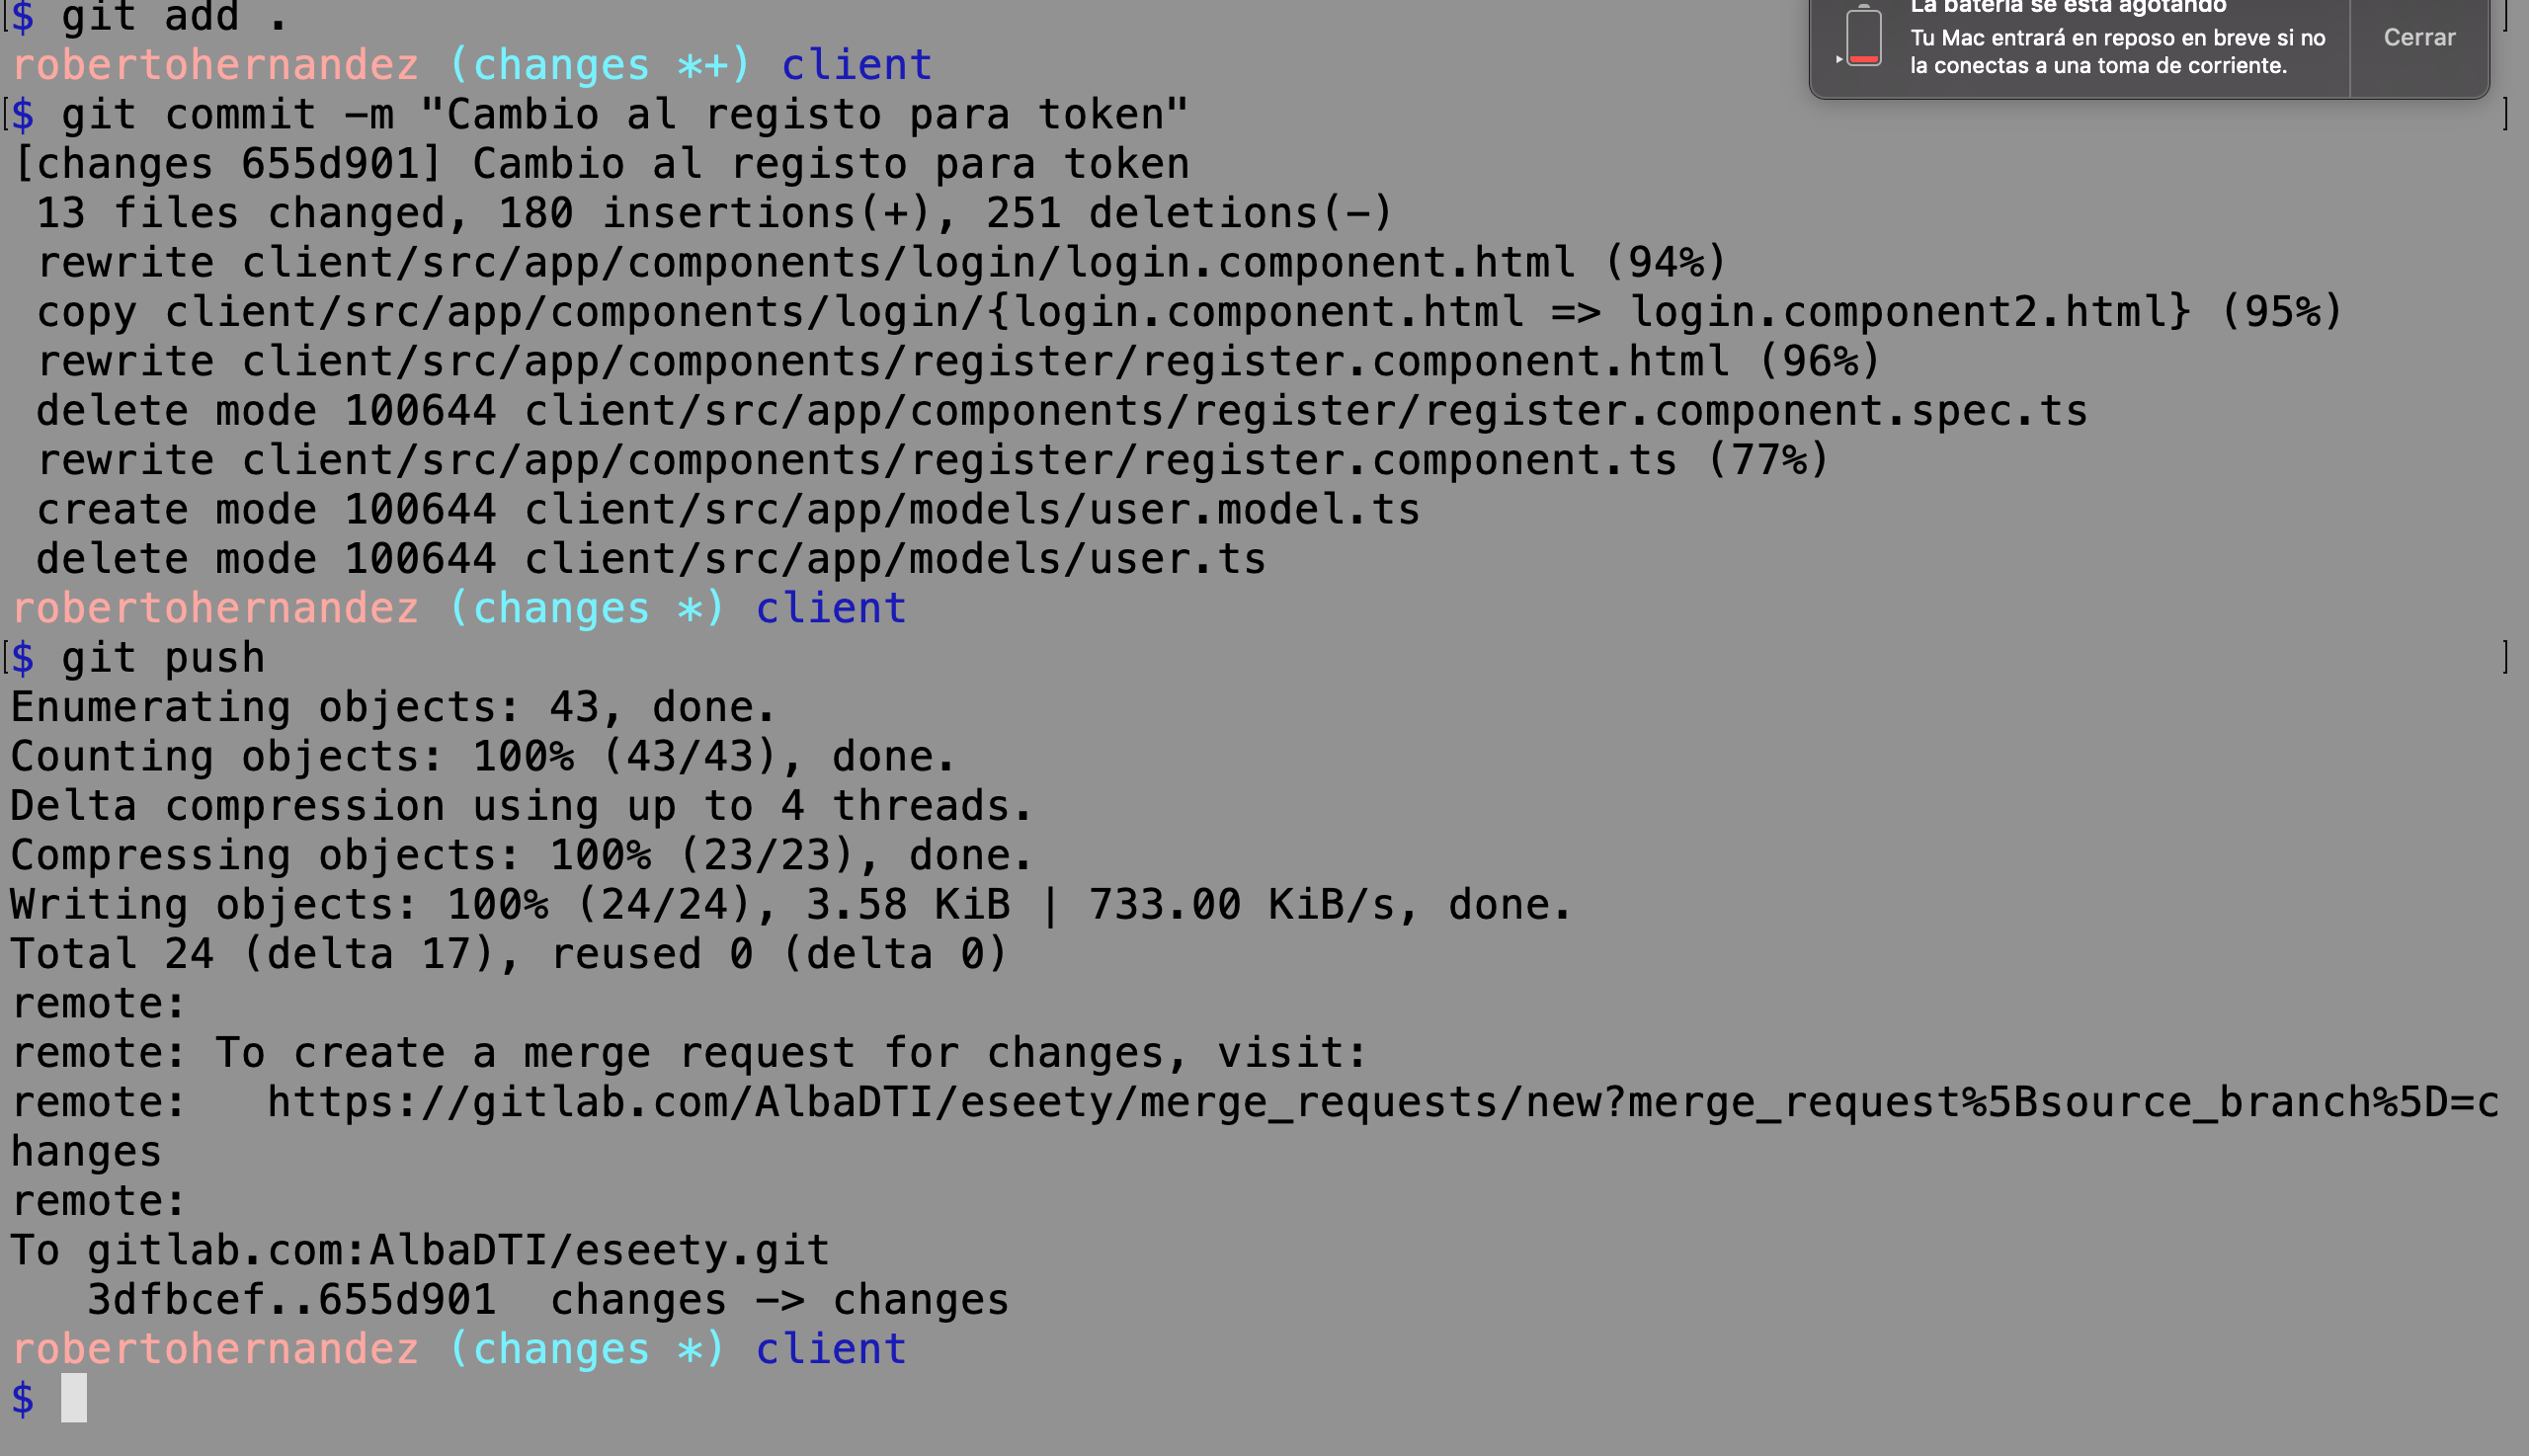 $ git add .
robertohernandez (changes *+) client
$ git commit -m "Cambio al registo para token"
[changes 655d901] Cambio al registo para token
 13 files changed, 180 insertions(+), 251 deletions(-)
 rewrite client/src/app/components/login/login.component.html (94%)
 copy client/src/app/components/login/{login.component.html => login.component2.html} (95%)
 rewrite client/src/app/components/register/register.component.html (96%)
 delete mode 100644 client/src/app/components/register/register.component.spec.ts
 rewrite client/src/app/components/register/register.component.ts (77%)
 create mode 100644 client/src/app/models/user.model.ts
 delete mode 100644 client/src/app/models/user.ts
robertohernandez (changes *) client
$ git push
Enumerating objects: 43, done.
Counting objects: 100% (43/43), done.
Delta compression using up to 4 threads.
Compressing objects: 100% (23/23), done.
Writing objects: 100% (24/24), 3.58 KiB | 733.00 KiB/s, done.
Total 24 (delta 17), reused 0 (delta 0)
remote:
remote: To create a merge request for changes, visit:
remote:   https://gitlab.com/AlbaDTI/eseety/merge_requests/new?merge_request%5Bsource_branch%5D=c
hanges
remote:
To gitlab.com:AlbaDTI/eseety.git
   3dfbcef..655d901  changes -> changes
robertohernandez (changes *) client
$
La batería se está agotando
Tu Mac entrará en reposo en breve si no
la conectas a una toma de corriente.
Cerrar